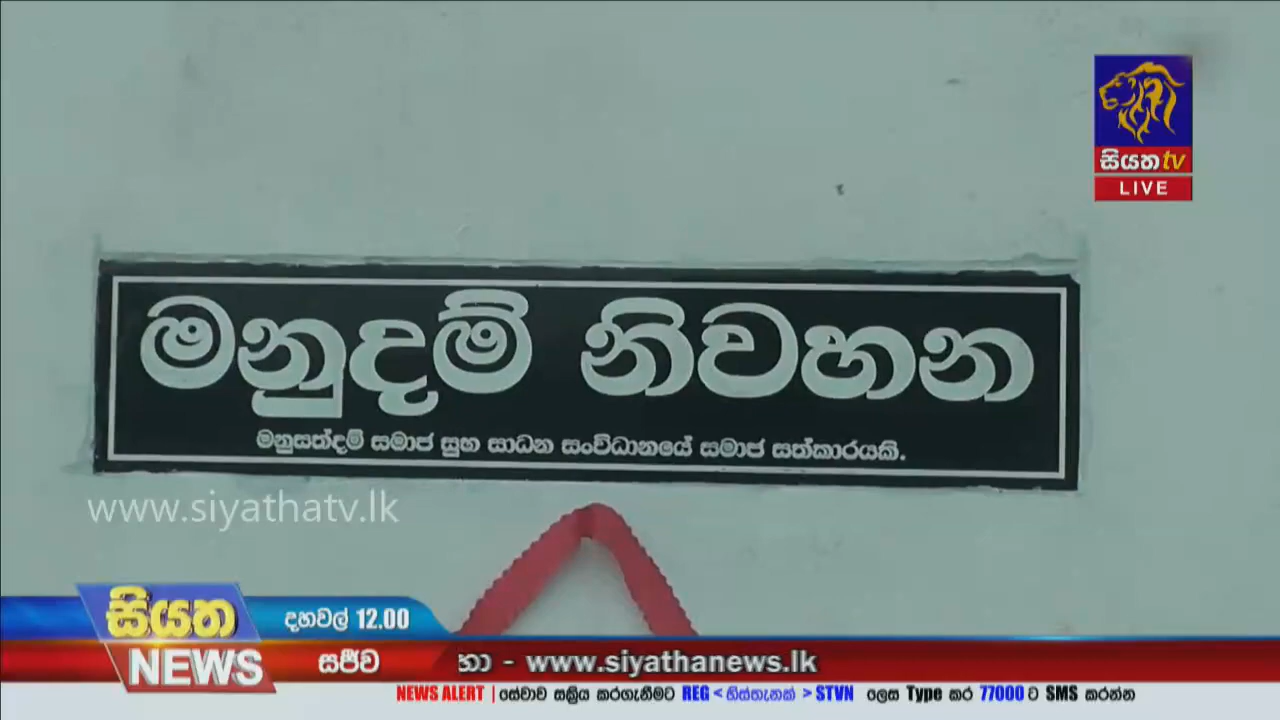 සියත tv
LIVE
මනුදම් නිවහන
මනුසත්දම් සමාජ සුභ සාධන සංවිධානයේ සමාජ සත්කාරයකි.
www.siyathatv.lk
සියත
NEWS
දහවල් 12.00
සජීව
හා - www.siyathanews.lk
NEWS ALERT | සේවාව සක්‍රිය කරගැනීමට REG < හිස්තැනක් > STVN ලෙස Type කර 77000 ට SMS කරන්න